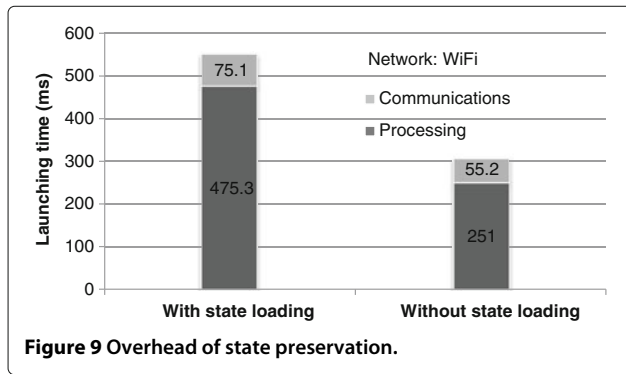 600
500
400
300
200
100
0
Launching time (ms)
Network: WiFi
Communications
Processing
75.1
475.3
55.2
251
With state loading
Without state loading
Figure 9 Overhead of state preservation.